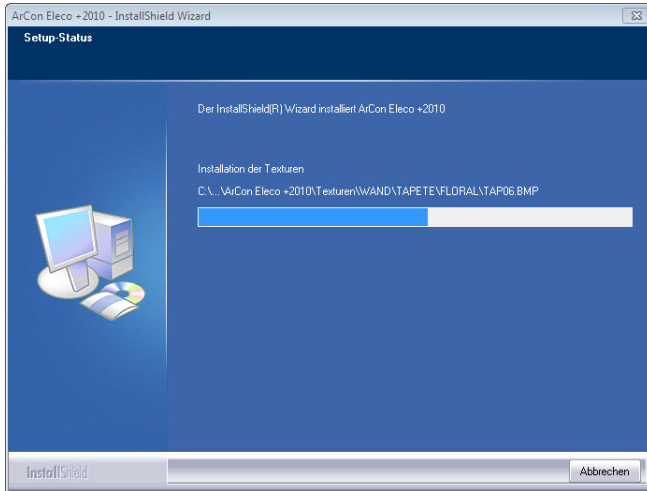 ArCon Eleco +2010 - InstallShield Wizard
Setup-Status
Der InstallShield(R) Wizard installiert ArCon Eleco +2010
Installation der Texturen
C:\...\ArCon Eleco +2010\Texturen\WAND\TAPETE\FLORAL\TAP06.BMP
InstallShield
Abbrechen